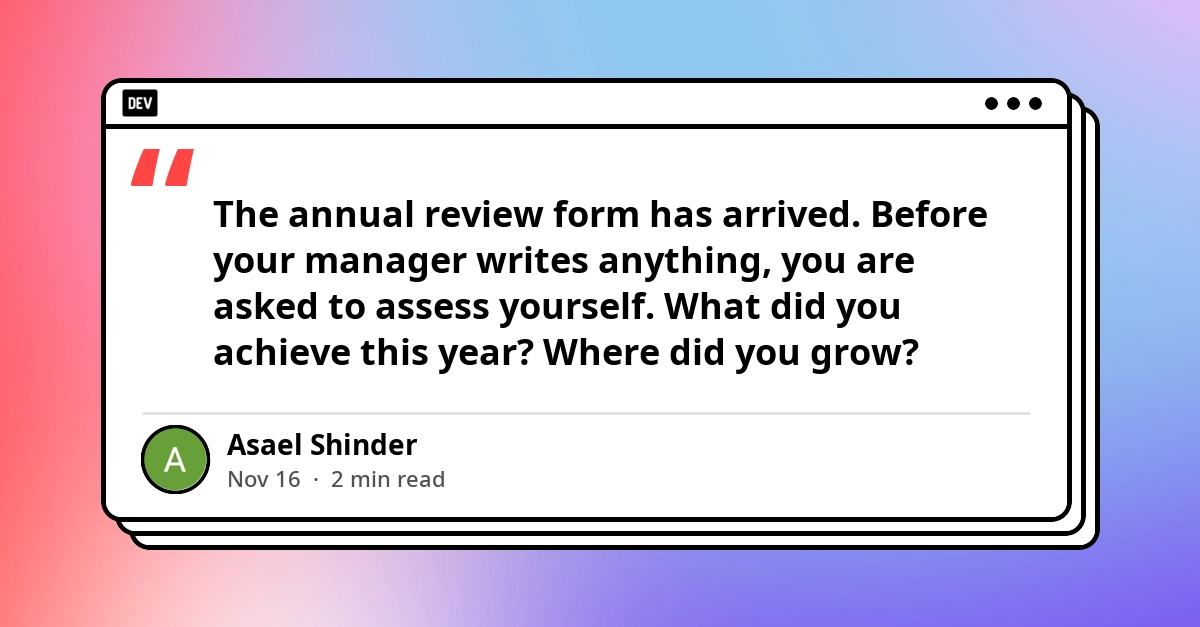 DEV
The annual review form has arrived. Before
your manager writes anything, you are
asked to assess yourself. What did you
achieve this year? Where did you grow?
A
Asael Shinder
Nov 16 · 2 min read